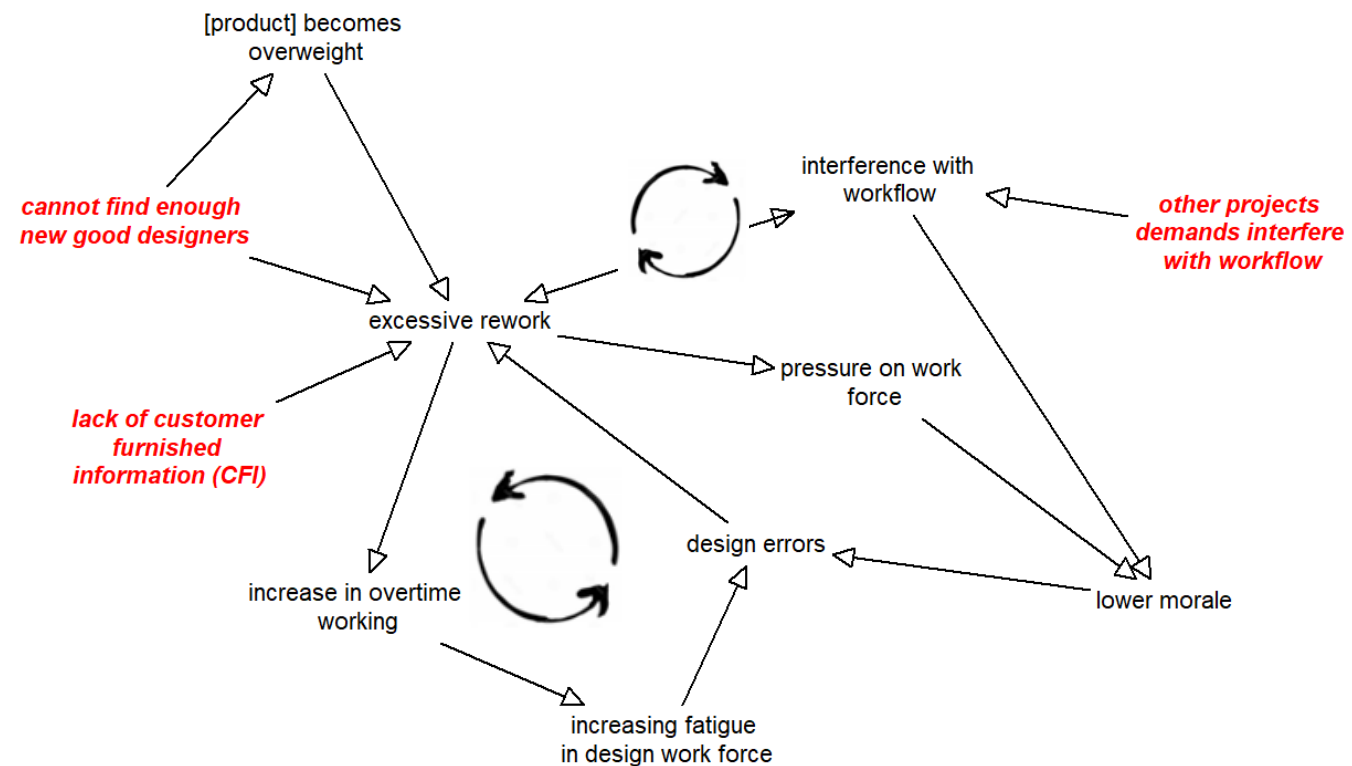 [product] becomes
overweight
interference with
workflow
cannot find enough
new good designers
other projects
demands interfere
with workflow
excessive rework
pressure on work
force
lack of customer
furnished
information (CFI)
design errors
increase in overtime
working
lower morale
increasing fatigue
in design work force